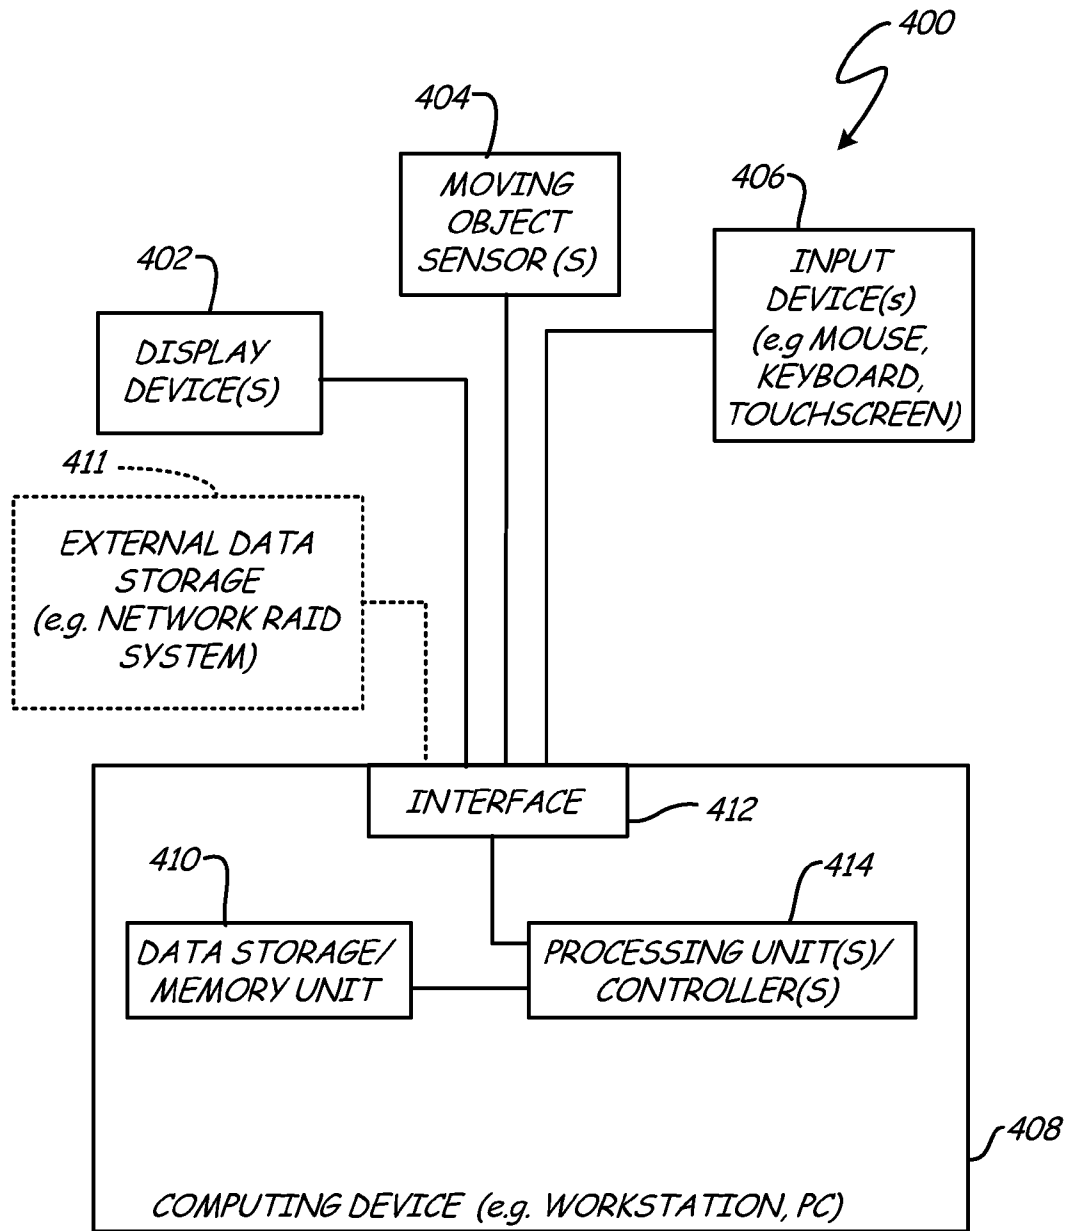 400
404
MOVING
OBJECT
SENSOR (S)
406
INPUT
DEVICE(s)
(e.g MOUSE,
KEYBOARD,
TOUCHSCREEN)
402
DISPLAY
DEVICE(S)
411
EXTERNAL DATA
STORAGE
(e.g. NETWORK RAID
SYSTEM)
INTERFACE
412
410
DATA STORAGE/
MEMORY UNIT
414
PROCESSING UNIT(S)/
CONTROLLER(S)
408
COMPUTING DEVICE (e.g. WORKSTATION, PC)